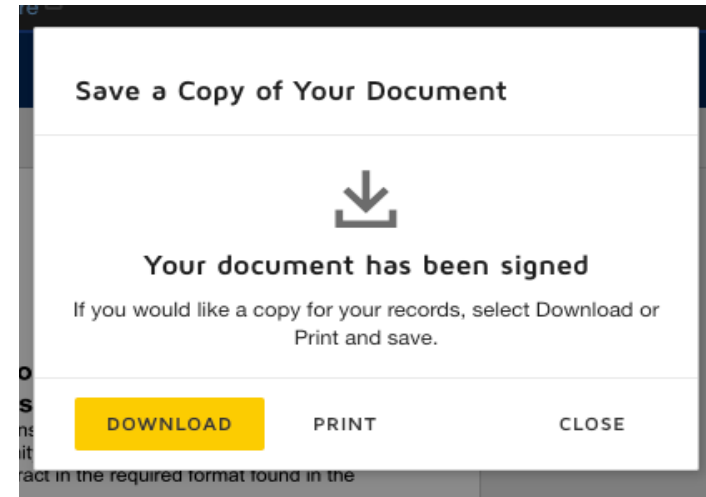 Save a Copy of Your Document
Your document has been signed
If you would like a copy for your records, select Download or
Print and save.
DOWNLOAD PRINT CLOSE
in the required format found in the